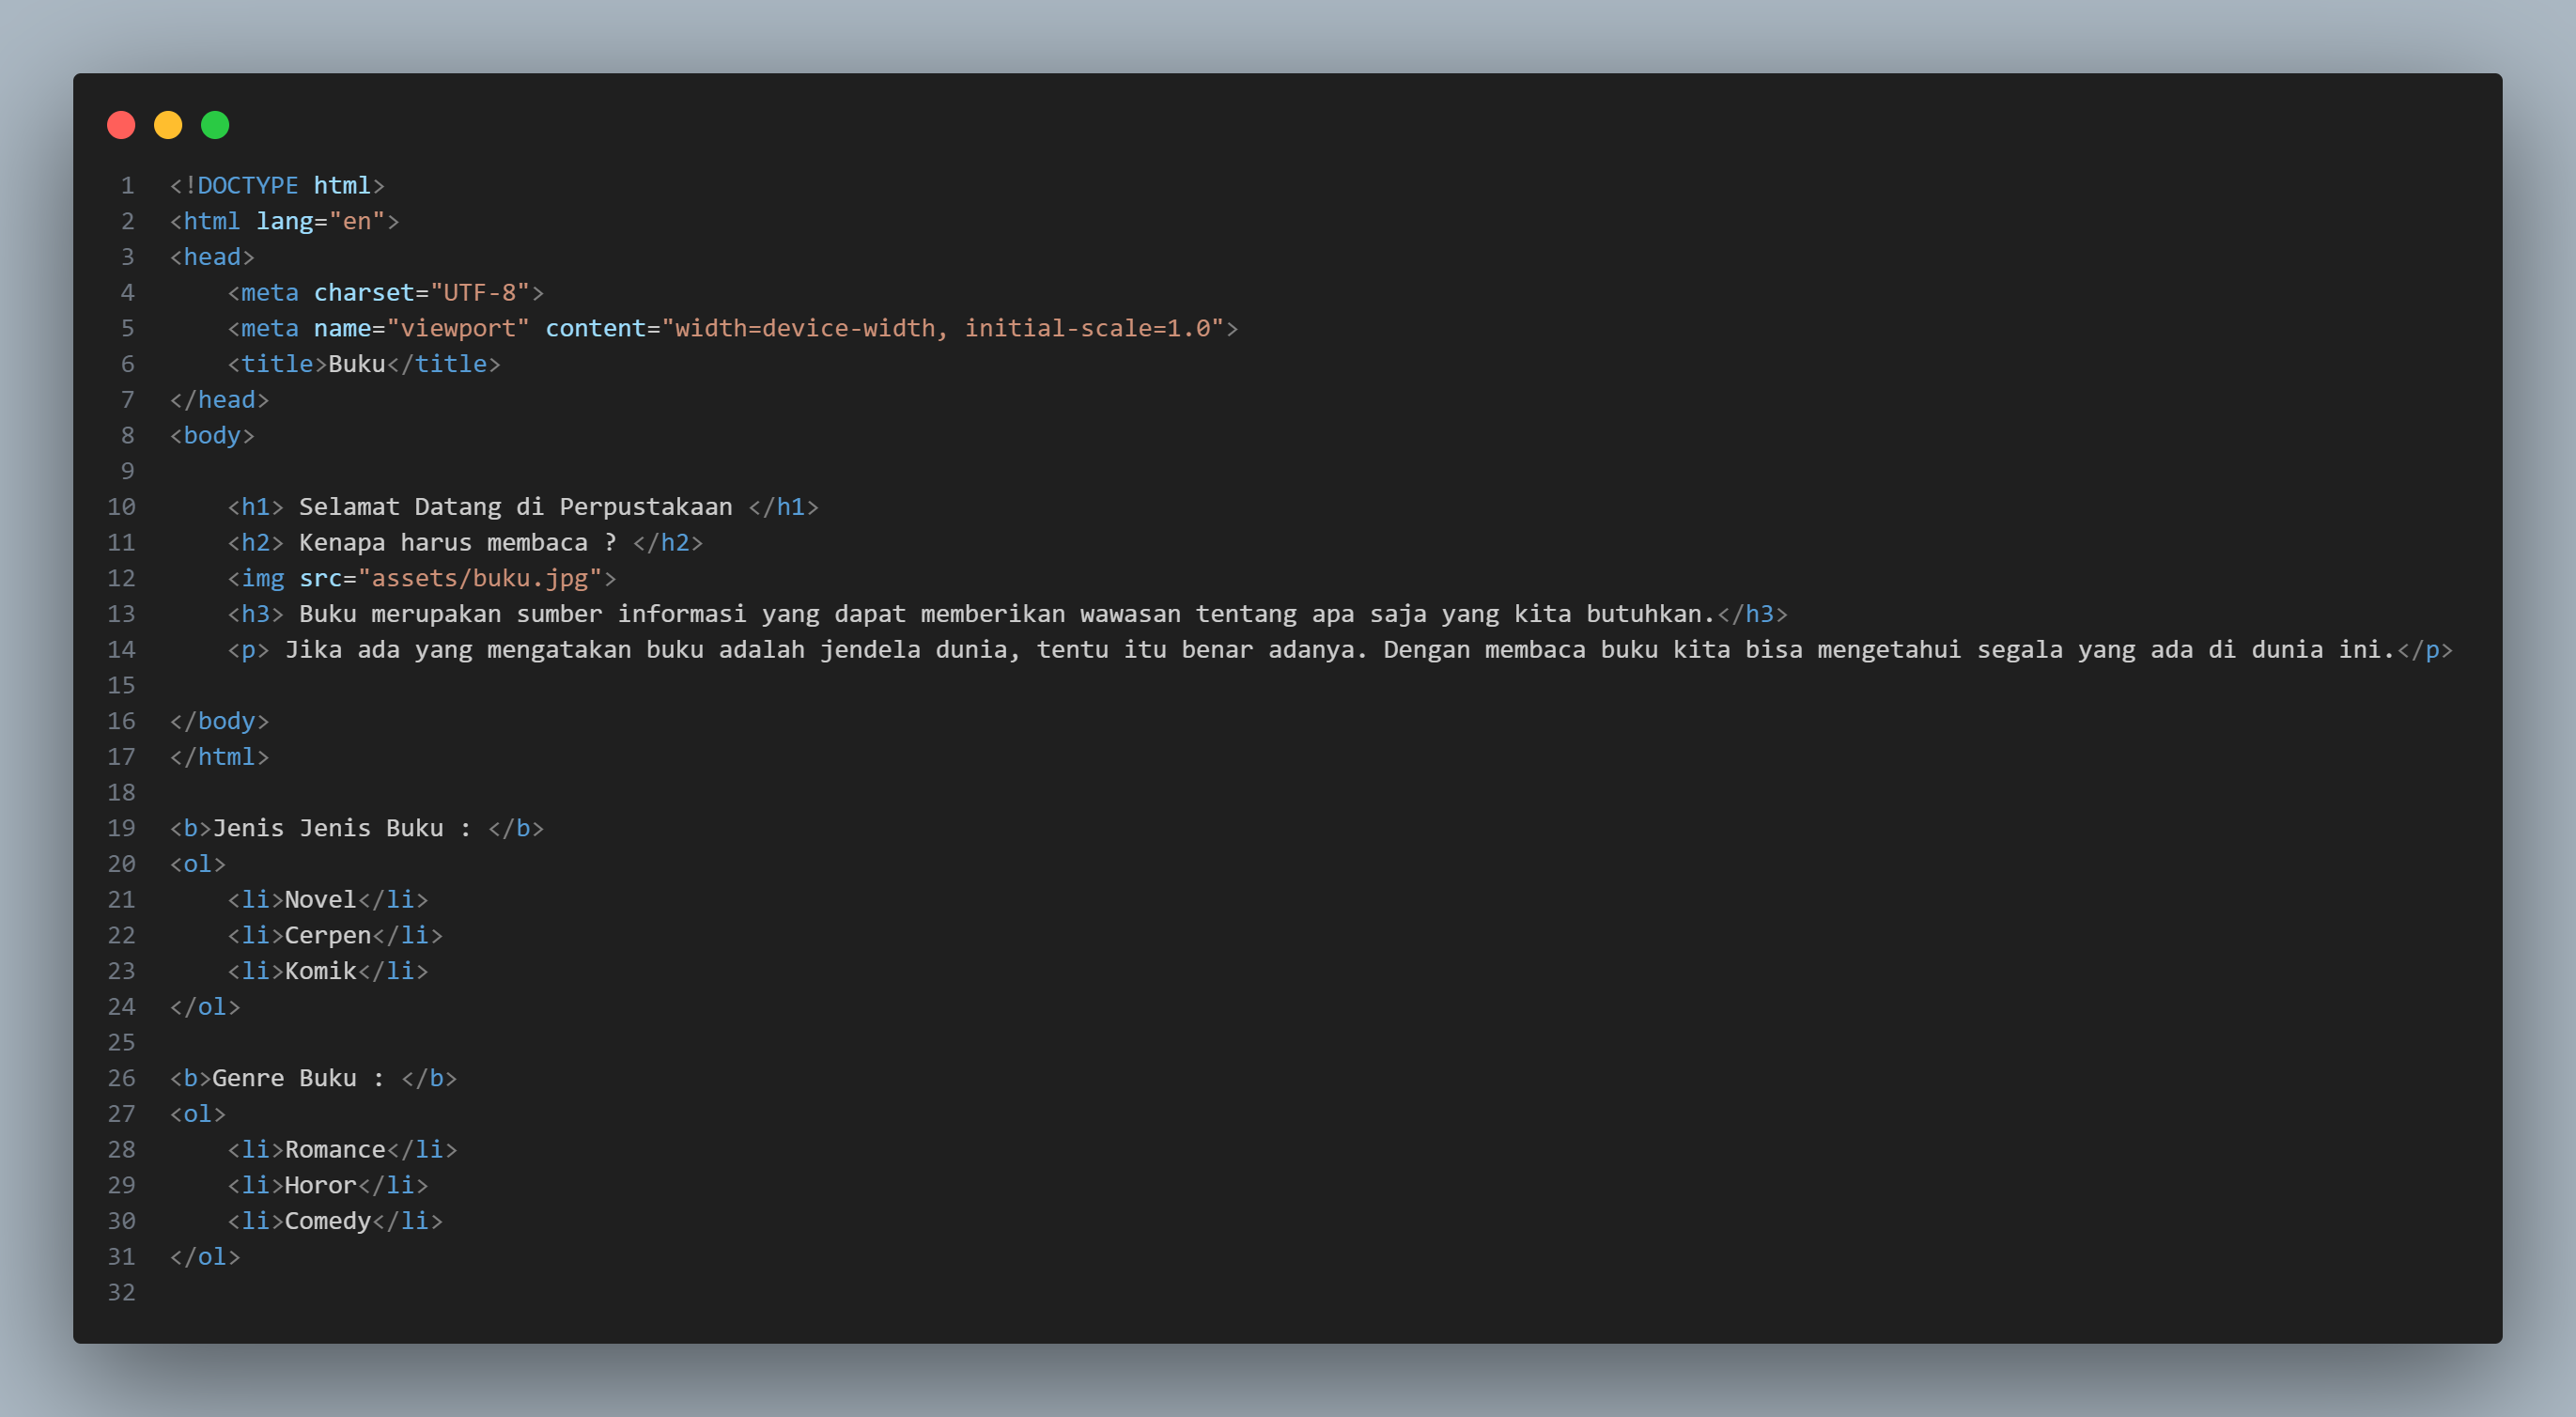 1 <!DOCTYPE html>
2 <html lang="en">
3 <head>
4     <meta charset="UTF-8">
5     <meta name="viewport" content="width=device-width, initial-scale=1.0">
6     <title>Buku</title>
7 </head>
8 <body>
9
10     <h1> Selamat Datang di Perpustakaan </h1>
11     <h2> Kenapa harus membaca ? </h2>
12     <img src="assets/buku.jpg">
13     <h3> Buku merupakan sumber informasi yang dapat memberikan wawasan tentang apa saja yang kita butuhkan.</h3>
14     <p> Jika ada yang mengatakan buku adalah jendela dunia, tentu itu benar adanya. Dengan membaca buku kita bisa mengetahui segala yang ada di dunia ini.</p>
15
16 </body>
17 </html>
18
19 <b>Jenis Jenis Buku : </b>
20 <ol>
21     <li>Novel</li>
22     <li>Cerpen</li>
23     <li>Komik</li>
24 </ol>
25
26 <b>Genre Buku : </b>
27 <ol>
28     <li>Romance</li>
29     <li>Horor</li>
30     <li>Comedy</li>
31 </ol>
32